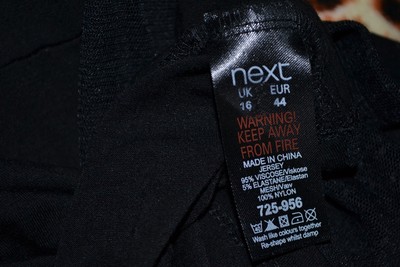 next
UK EUR
16 44
WARNING!
KEEP AWAY
FROM FIRE
MADE IN CHINA
JERSEY
95% VISCOSE/Viskose
5% ELASTANE/Elastan
MESH/Väv
100% NYLON
725-956
Wash like colours together
Re-shape whilst damp